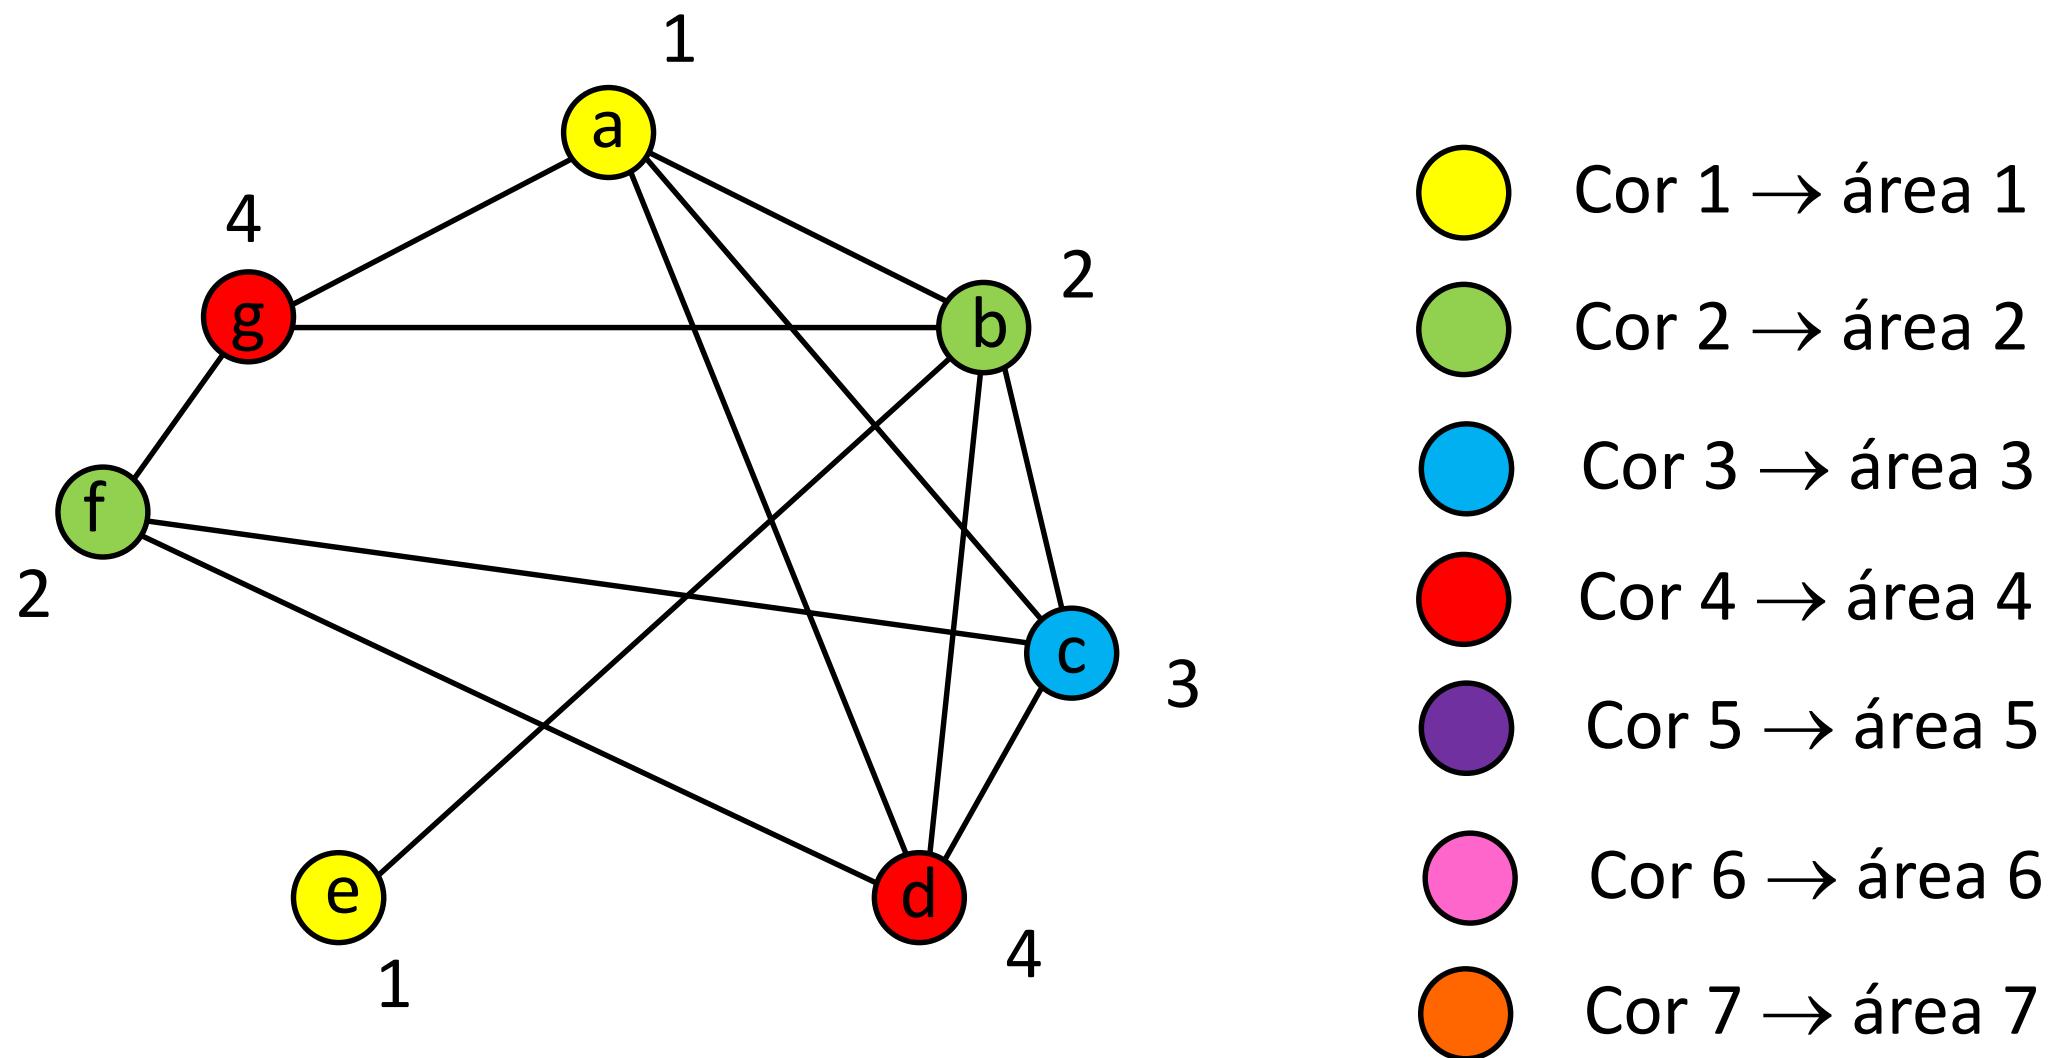 1
a
4
g
b
2
f
2
c
3
e
1
d
4
Cor 1 → área 1
Cor 2 → área 2
Cor 3 → área 3
Cor 4 → área 4
Cor 5 → área 5
Cor 6 → área 6
Cor 7 → área 7